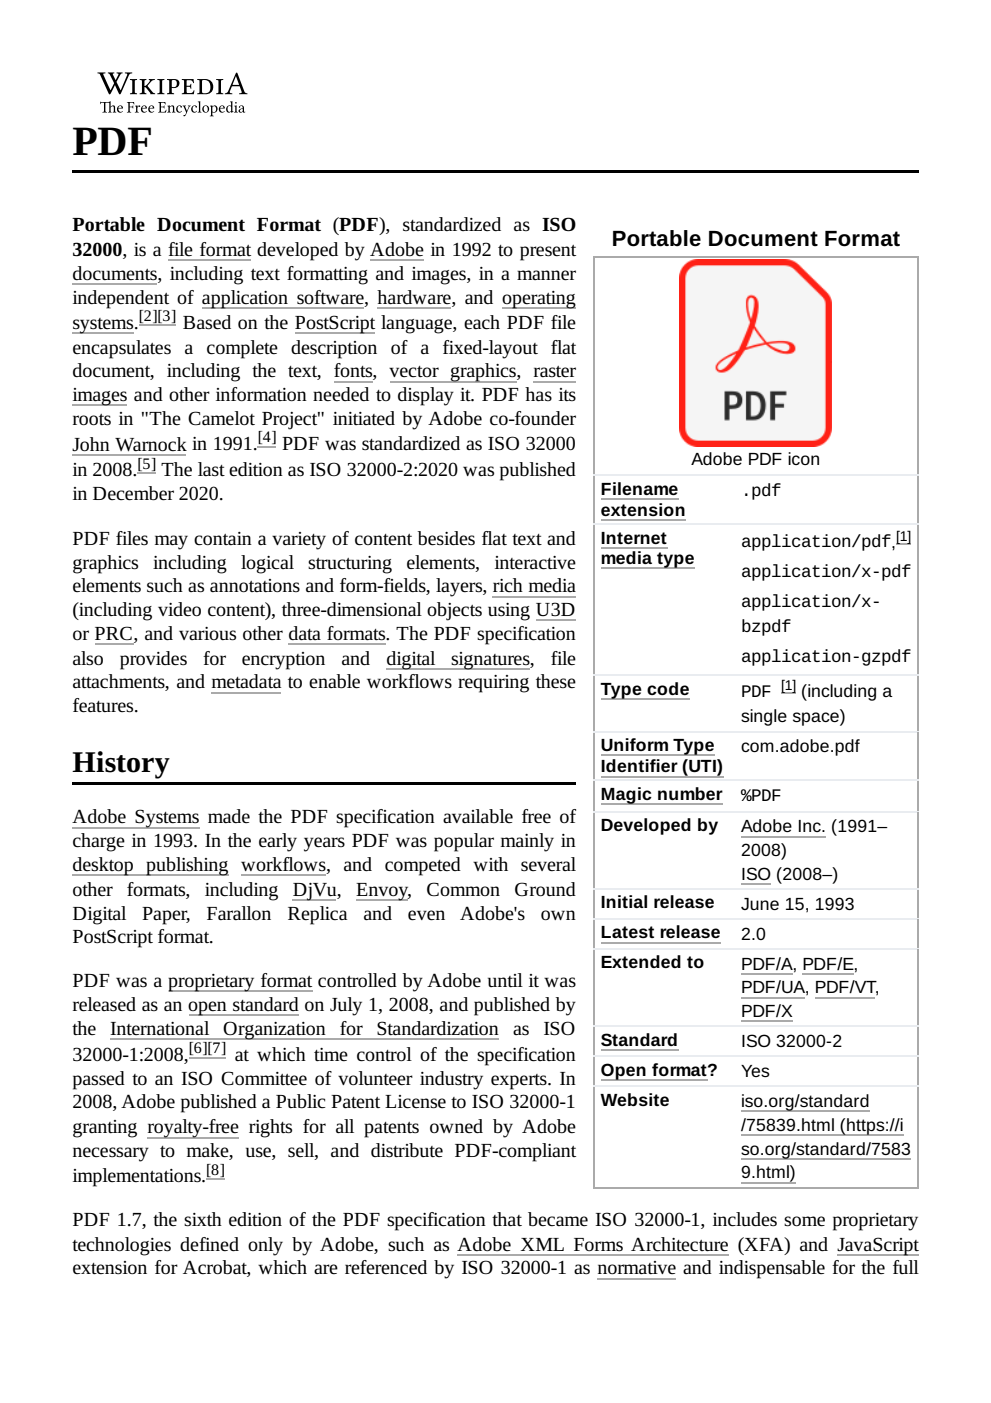 WIKIPEDIA
The Free Encyclopedia
PDF
Portable Document Format (PDF), standardized as ISO
32000, is a file format developed by Adobe in 1992 to present
documents, including text formatting and images, in a manner
independent of application software, hardware, and operating
systems.[2][3] Based on the PostScript language, each PDF file
encapsulates a complete description of a fixed-layout flat
document, including the text, fonts, vector graphics, raster
images and other information needed to display it. PDF has its
roots in "The Camelot Project" initiated by Adobe co-founder
John Warnock in 1991.[4] PDF was standardized as ISO 32000
in 2008.[5] The last edition as ISO 32000-2:2020 was published
in December 2020.
PDF files may contain a variety of content besides flat text and
graphics including logical structuring elements, interactive
elements such as annotations and form-fields, layers, rich media
(including video content), three-dimensional objects using U3D
or PRC, and various other data formats. The PDF specification
also provides for encryption and digital signatures, file
attachments, and metadata to enable workflows requiring these
features.
History
Adobe Systems made the PDF specification available free of
charge in 1993. In the early years PDF was popular mainly in
desktop publishing workflows, and competed with several
other formats, including DjVu, Envoy, Common Ground
Digital Paper, Farallon Replica and even Adobe's own
PostScript format.
PDF was a proprietary format controlled by Adobe until it was
released as an open standard on July 1, 2008, and published by
the International Organization for Standardization as ISO
32000-1:2008,[6][7] at which time control of the specification
passed to an ISO Committee of volunteer industry experts. In
2008, Adobe published a Public Patent License to ISO 32000-1
granting royalty-free rights for all patents owned by Adobe
necessary to make, use, sell, and distribute PDF-compliant
implementations.[8]
Portable Document Format
PDF
Adobe PDF icon
Filename .pdf
extension
Internet application/pdf,[1]
media type
application/x-pdf
application/x-
bzpdf
application-gzpdf
Type code PDF [1] (including a
single space)
Uniform Type com.adobe.pdf
Identifier (UTI)
Magic number %PDF
Developed by Adobe Inc. (1991–
2008)
ISO (2008–)
Initial release June 15, 1993
Latest release 2.0
Extended to PDF/A, PDF/E,
PDF/UA, PDF/VT,
PDF/X
Standard ISO 32000-2
Open format? Yes
Website iso.org/standard
/75839.html (https://i
so.org/standard/7583
9.html)
PDF 1.7, the sixth edition of the PDF specification that became ISO 32000-1, includes some proprietary
technologies defined only by Adobe, such as Adobe XML Forms Architecture (XFA) and JavaScript
extension for Acrobat, which are referenced by ISO 32000-1 as normative and indispensable for the full